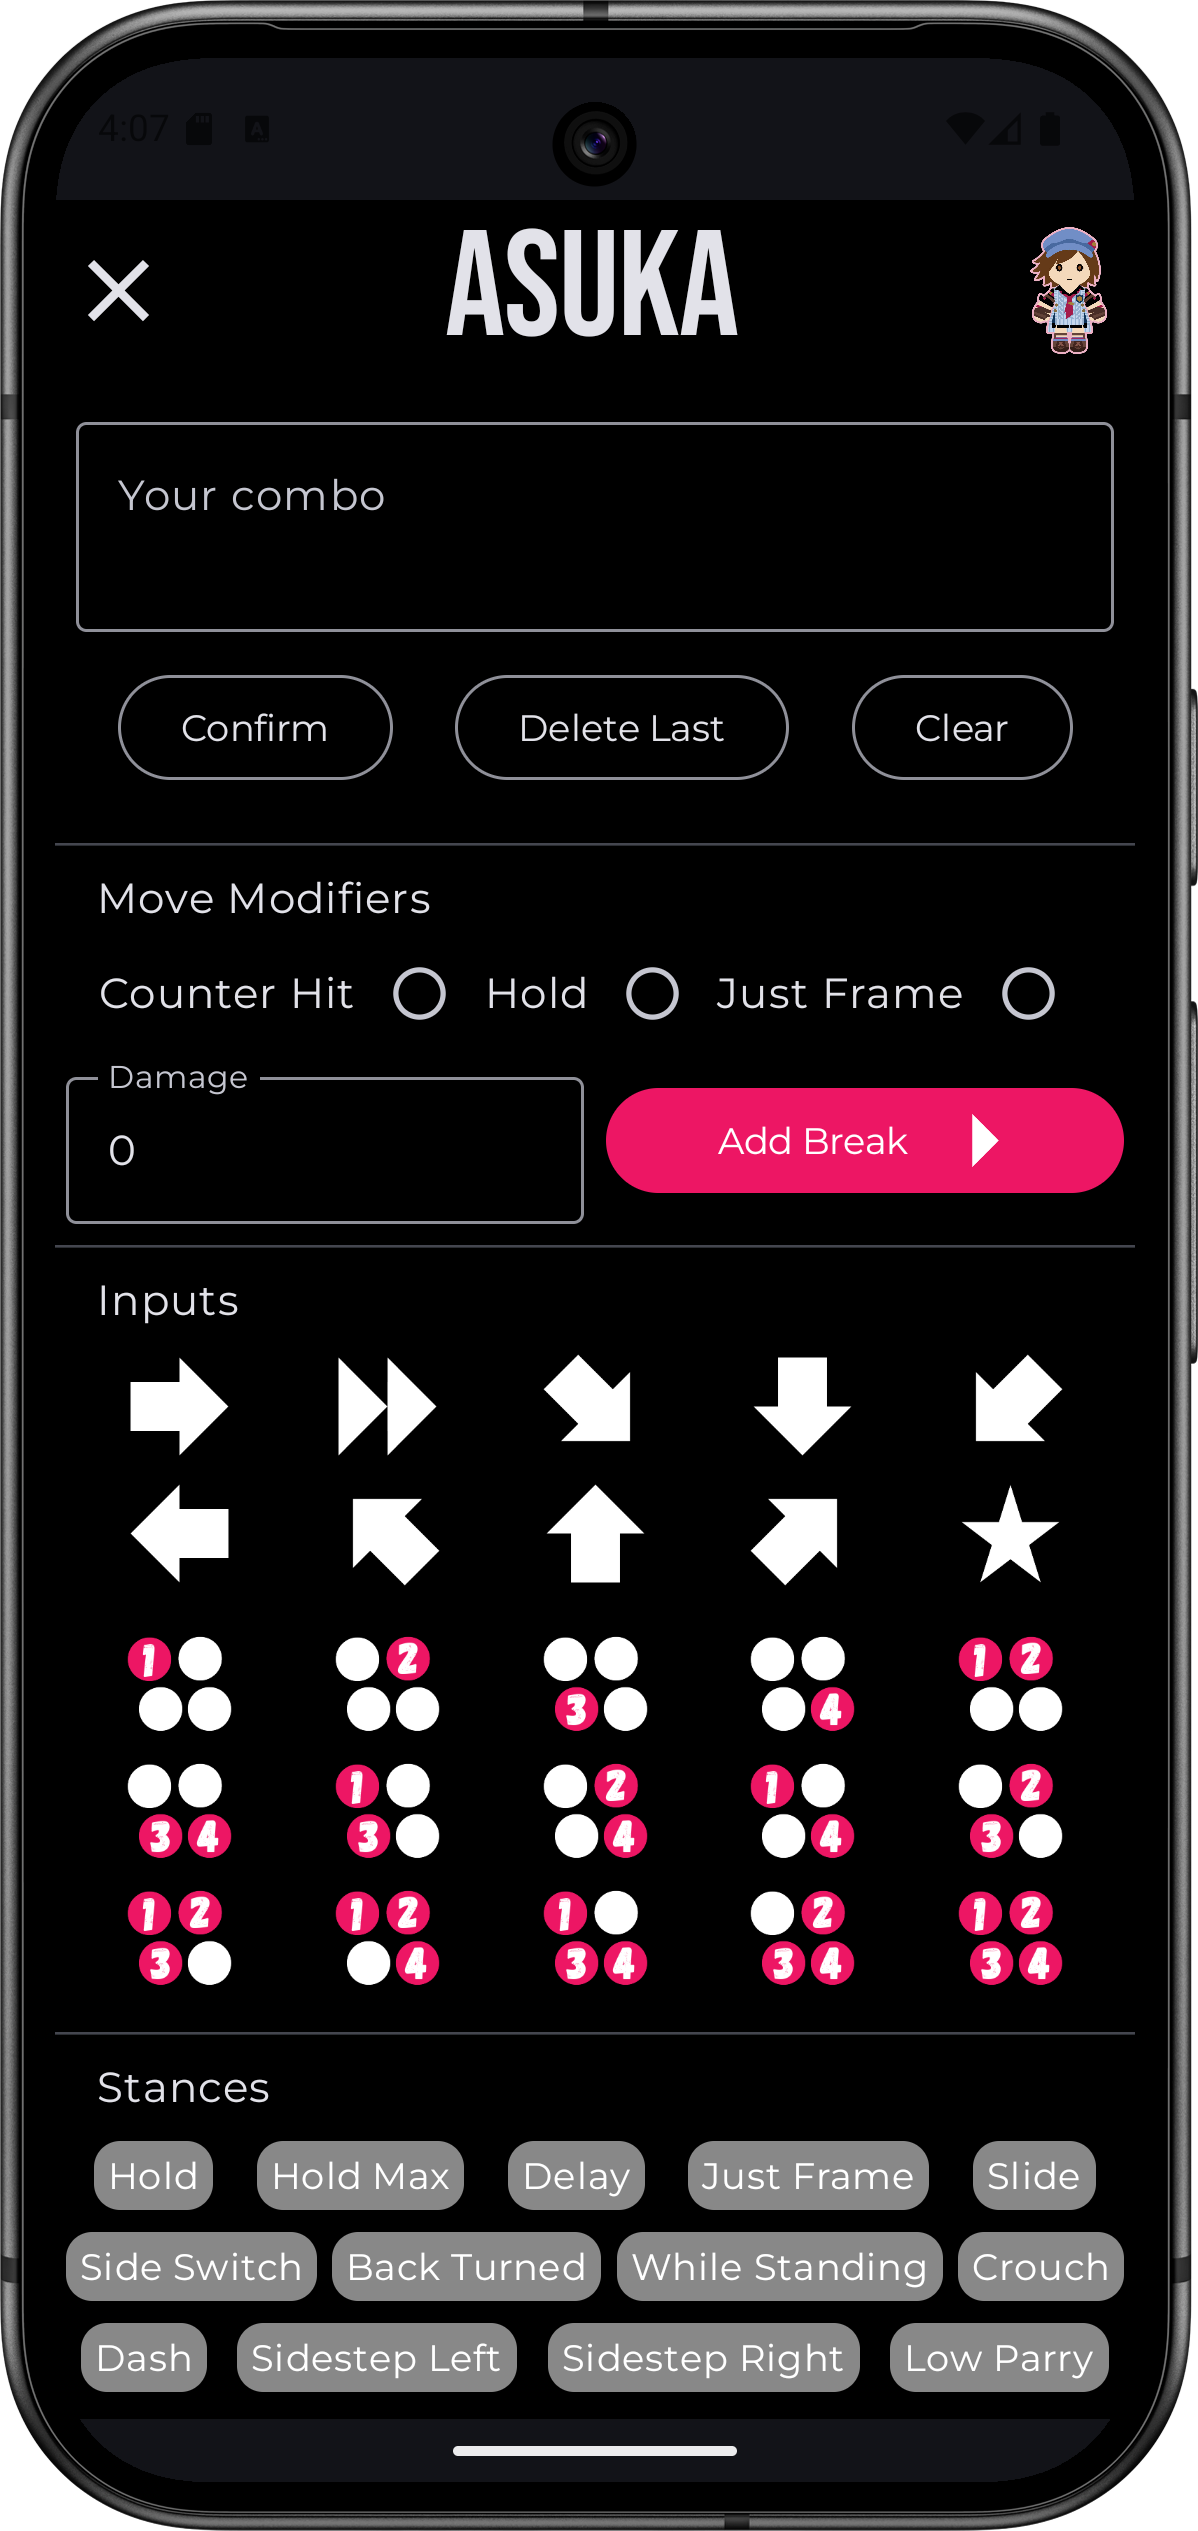 4:07 A
ASUKA
Your combo
Confirm Delete Last Clear
Move Modifiers
Counter Hit Hold Just Frame
Damage
0 Add Break
Inputs
1 2 3 4 1 2
3 4 1 3 2 4 1 4 2 3
1 2 3 1 2 4 1 3 4 2 3 4 1 2 3 4
Stances
Hold Hold Max Delay Just Frame Slide
Side Switch Back Turned While Standing Crouch
Dash Sidestep Left Sidestep Right Low Parry